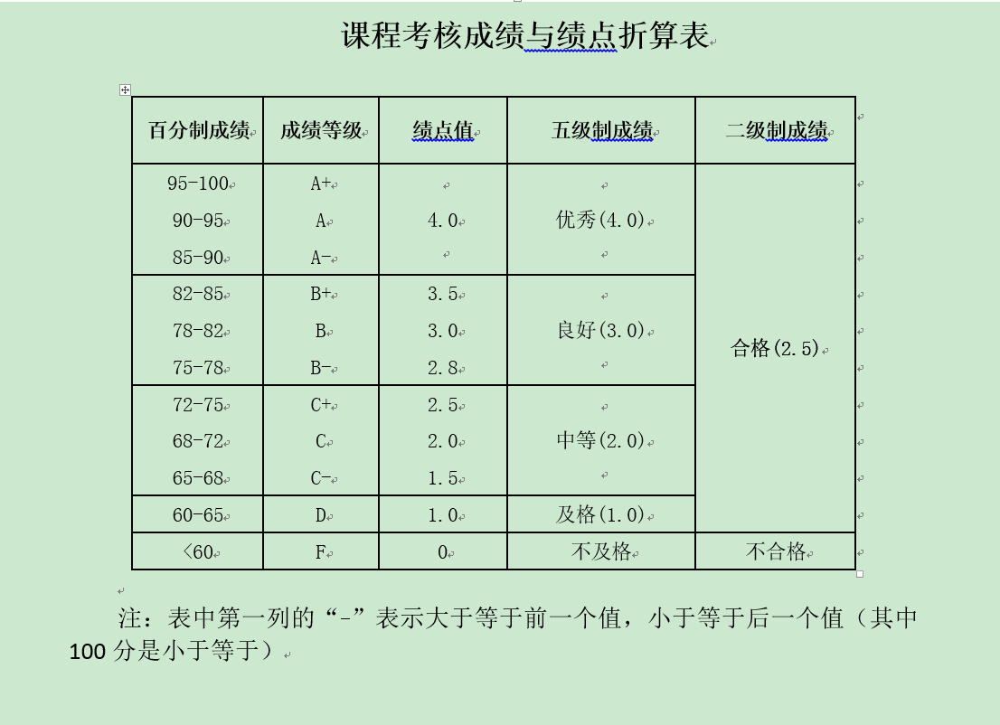 课程考核成绩与绩点折算表
百分制成绩 成绩等级 绩点值 五级制成绩 二级制成绩
95-100 A+
90-95 A 4.0 优秀(4.0)
85-90 A-
82-85 B+ 3.5
78-82 B 3.0 良好(3.0)
合格(2.5)
75-78 B- 2.8
72-75 C+ 2.5
68-72 C 2.0 中等(2.0)
65-68 C- 1.5
60-65 D 1.0 及格(1.0)
<60 F 0 不及格 不合格
注：表中第一列的“-”表示大于等于前一个值，小于等于后一个值（其中
100 分是小于等于）